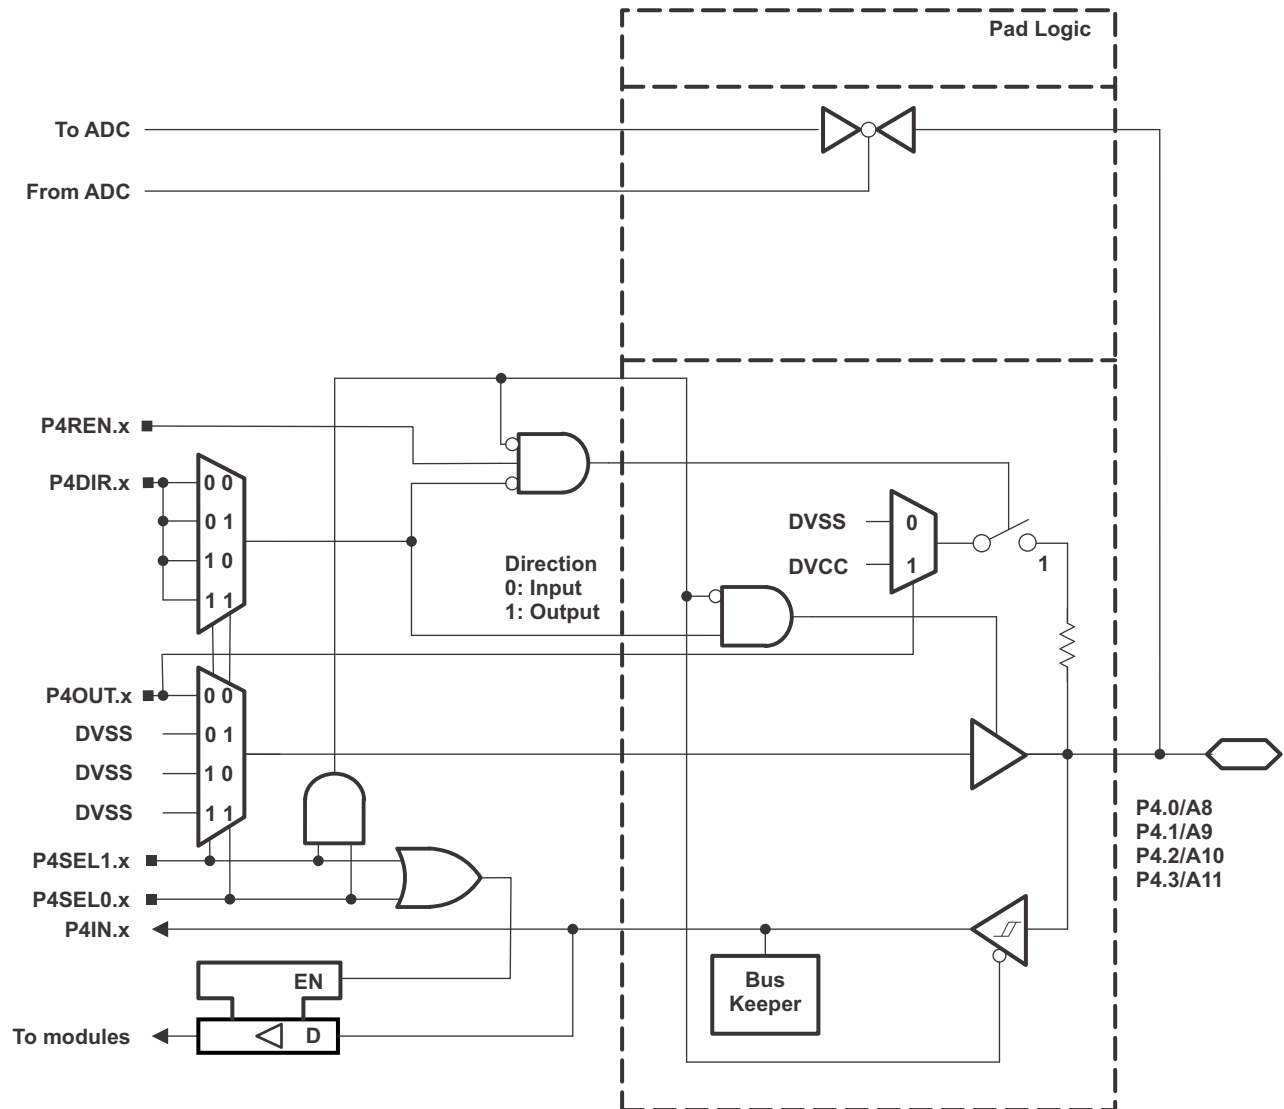 Pad Logic
To ADC
From ADC
P4REN.x
P4DIR.x
0 0
0 1
1 0
1 1
Direction
0: Input
1: Output
DVSS
DVCC
0
1
1
P4OUT.x
DVSS
DVSS
DVSS
0 0
0 1
1 0
1 1
P4.0/A8
P4.1/A9
P4.2/A10
P4.3/A11
P4SEL1.x
P4SEL0.x
P4IN.x
Bus
Keeper
EN
D
To modules